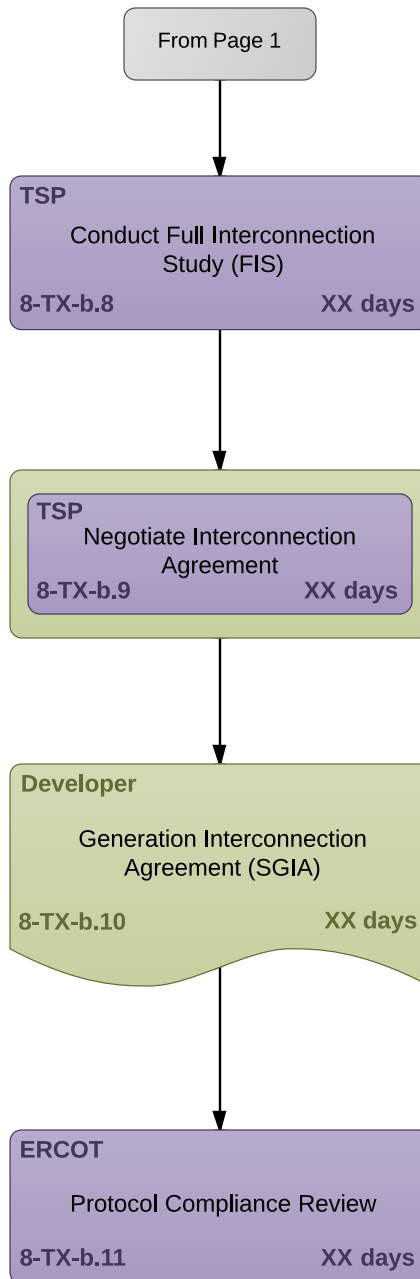 From Page 1
TSP
Conduct Full Interconnection
Study (FIS)
8-TX-b.8 XX days
TSP
Negotiate Interconnection
Agreement
8-TX-b.9 XX days
Developer
Generation Interconnection
Agreement (SGIA)
8-TX-b.10 XX days
ERCOT
Protocol Compliance Review
8-TX-b.11 XX days